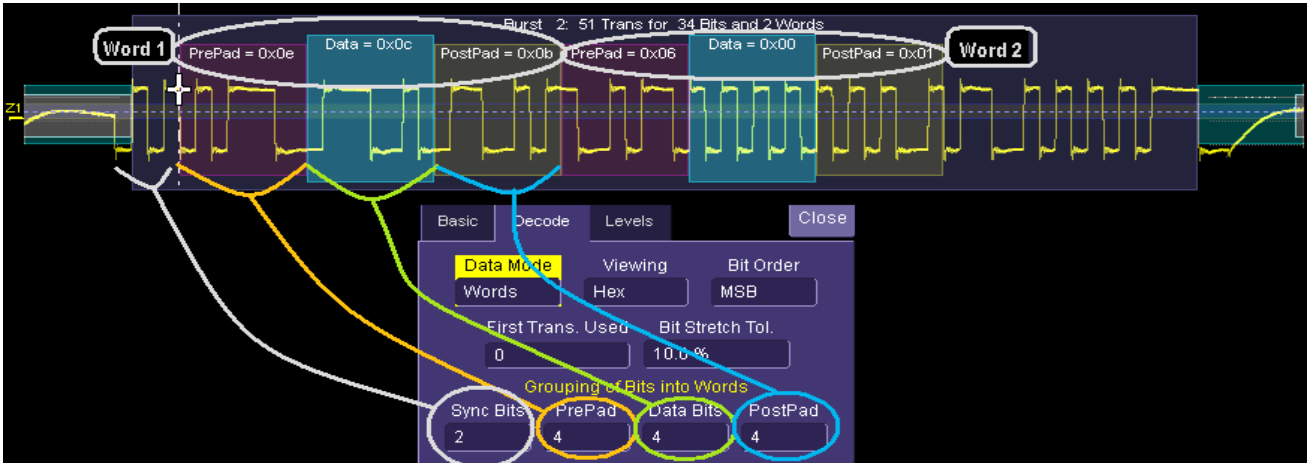 Burst 2: 51 Trans for 34 Bits and 2 Words
Word 1
PrePad = 0x0e
Data = 0x0c
PostPad = 0x0b
PrePad = 0x06
Data = 0x00
PostPad = 0x01
Word 2
Z1
Basic
Decode
Levels
Close
Data Mode
Viewing
Bit Order
Words
Hex
MSB
First Trans. Used
Bit Stretch Tol.
0
10.0 %
Grouping of Bits into Words
Sync Bits
PrePad
Data Bits
PostPad
2
4
4
4